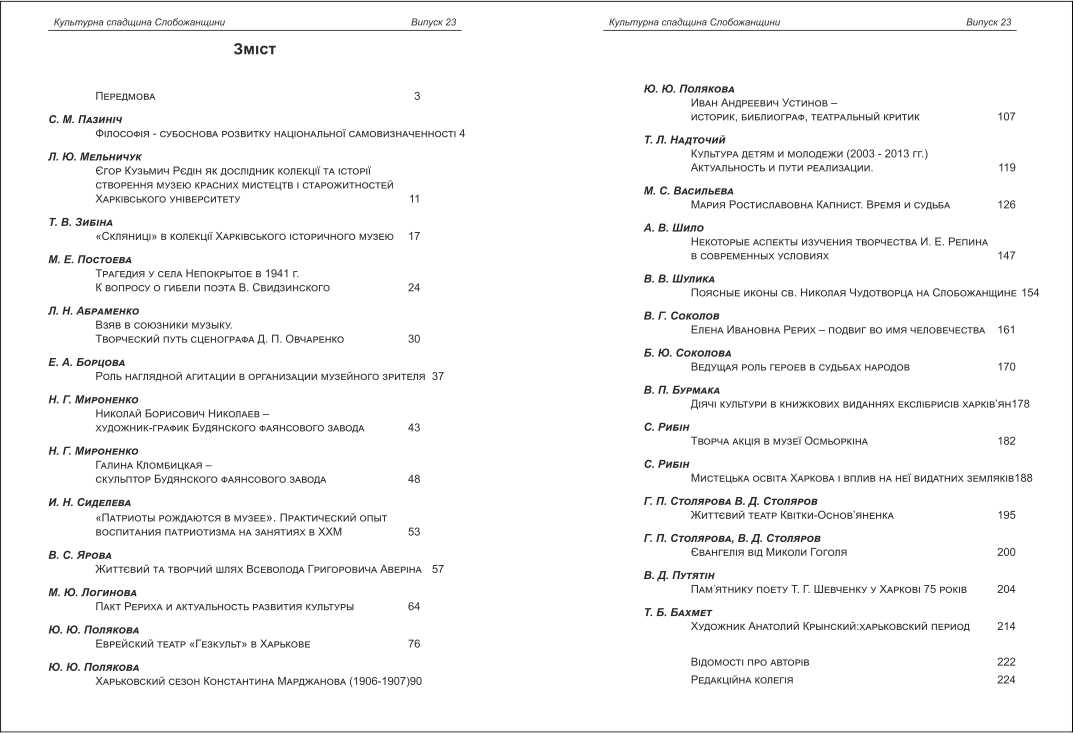 Культурна спадщина Слобожанщини Випуск 23
Зміст
Передмова 3
С. М. Пазиніч
Філософія - субоснова розвитку національної самовизначенності 4
Л. Ю. Мельничук
Єгор Кузьмич Рєдін як дослідник колекції та історії
створення музею красних мистецтв і старожитностей
Харківського університету 11
Т. В. Зибіна
«Скляниці» в колекції Харківського історичного музею 17
М. Е. Постоева
Трагедия у села Непокрытое в 1941 г.
К вопросу о гибели поэта В. Свидзинского 24
Л. Н. Абраменко
Взяв в союзники музыку.
Творческий путь сценографа Д. П. Овчаренко 30
Е. А. Борцова
Роль наглядной агитации в организации музейного зрителя 37
Н. Г. Мироненко
Николай Борисович Николаев –
художник-график Будянского фаянсового завода 43
Н. Г. Мироненко
Галина Кломбицкая –
скульптор Будянского фаянсового завода 48
И. Н. Сиделева
«Патриоты рождаются в музее». Практический опыт
воспитания патриотизма на занятиях в ХХМ 53
В. С. Ярова
Життєвий та творчий шлях Всеволода Григоровича Аверіна 57
М. Ю. Логинова
Пакт Рериха и актуальность развития культуры 64
Ю. Ю. Полякова
Еврейский театр «Гезкульт» в Харькове 76
Ю. Ю. Полякова
Харьковский сезон Константина Марджанова (1906-1907)90
Культурна спадщина Слобожанщини Випуск 23
Ю. Ю. Полякова
Иван Андреевич Устинов –
историк, библиограф, театральный критик 107
Т. Л. Надточий
Культура детям и молодежи (2003 - 2013 гг.)
Актуальность и пути реализации. 119
М. С. Васильева
Мария Ростиславовна Капнист. Время и судьба 126
А. В. Шило
Некоторые аспекты изучения творчества И. Е. Репина
в современных условиях 147
В. В. Шулика
Поясные иконы св. Николая Чудотворца на Слобожанщине 154
В. Г. Соколов
Елена Ивановна Рерих – подвиг во имя человечества 161
Б. Ю. Соколова
Ведущая роль героев в судьбах народов 170
В. П. Бурмака
Діячі культури в книжкових виданнях екслібрисів харків’ян178
С. Рибін
Творча акція в музеї Осмьоркіна 182
С. Рибін
Мистецька освіта Харкова і вплив на неї видатних земляків188
Г. П. Столярова В. Д. Столяров
Життєвий театр Квітки-Основ’яненка 195
Г. П. Столярова, В. Д. Столяров
Євангелія від Миколи Гоголя 200
В. Д. Путятін
Пам´ятнику поету Т. Г. Шевченку у Харкові 75 років 204
Т. Б. Бахмет
Художник Анатолий Крынский:харьковский период 214
Відомості про авторів 222
Редакційна колегія 224